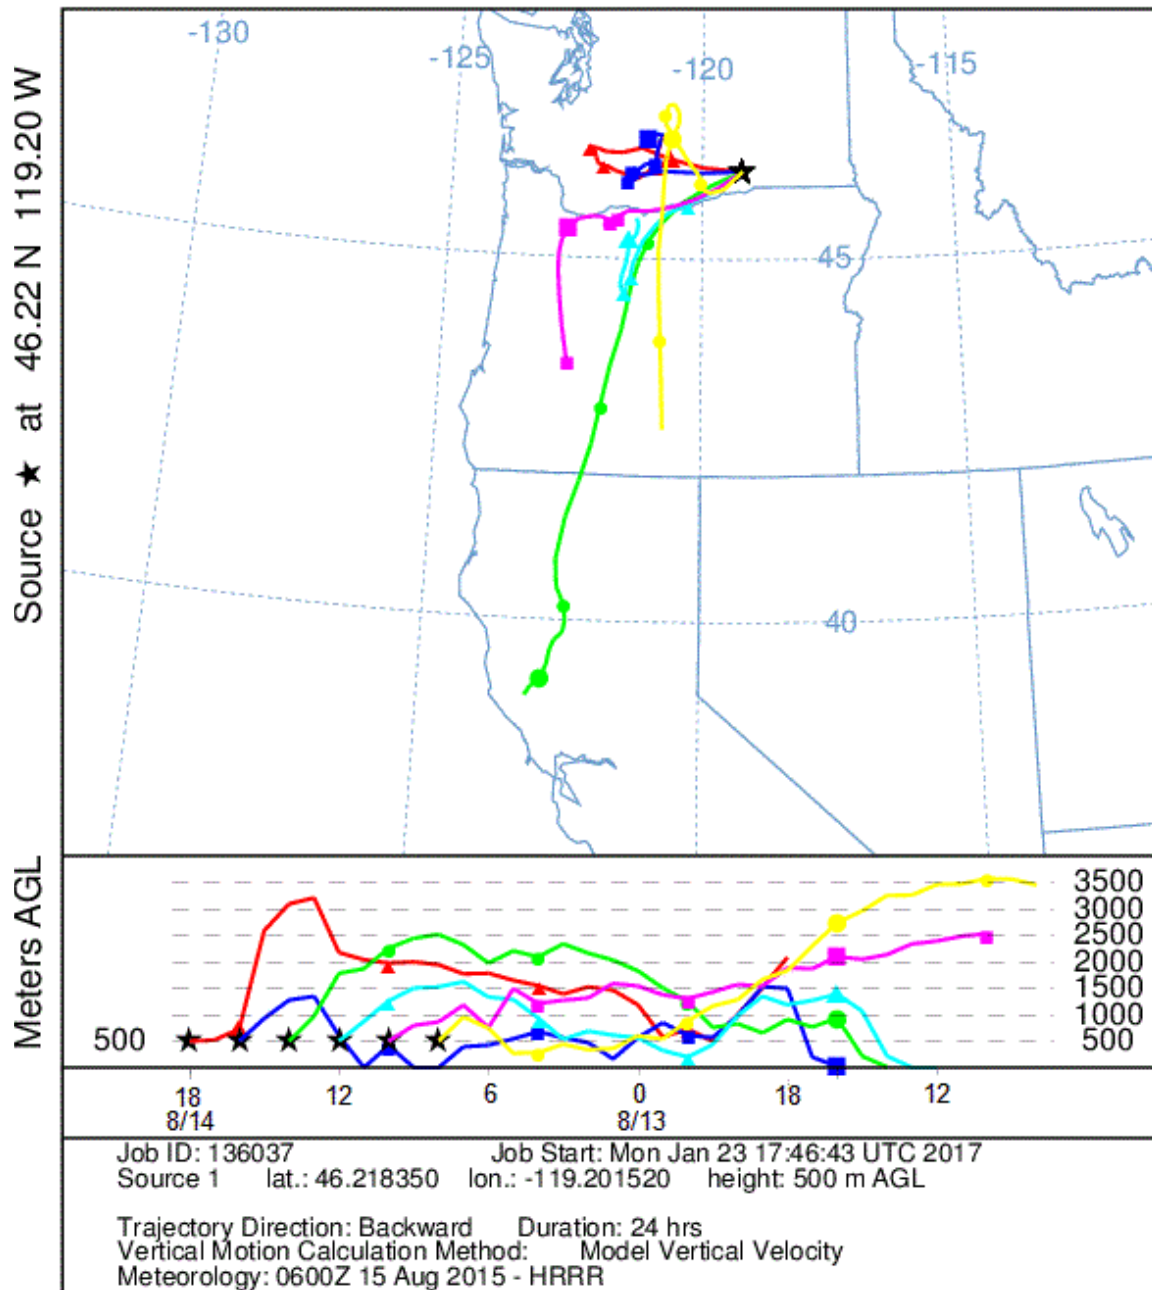 -130
-125
-120
-115
45
40
Source ★ at 46.22 N 119.20 W
Meters AGL
3500
3000
2500
2000
1500
1000
500 500
18 12 6 0 18 12
8/14 8/13
Job ID: 136037 Job Start: Mon Jan 23 17:46:43 UTC 2017
Source 1 lat.: 46.218350 lon.: -119.201520 height: 500 m AGL
Trajectory Direction: Backward Duration: 24 hrs
Vertical Motion Calculation Method: Model Vertical Velocity
Meteorology: 0600Z 15 Aug 2015 - HRRR